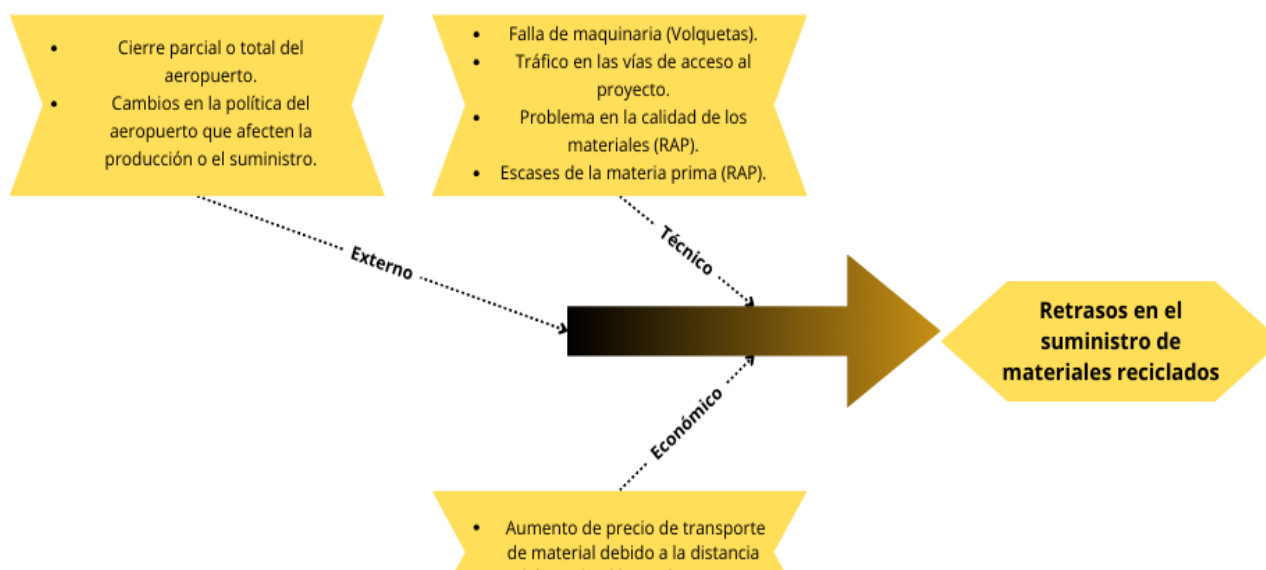 • Cierre parcial o total del
aeropuerto.
• Cambios en la política del
aeropuerto que afecten la
producción o el suministro.
• Falla de maquinaria (Volquetas).
• Tráfico en las vías de acceso al
proyecto.
• Problema en la calidad de los
materiales (RAP).
• Escases de la materia prima (RAP).
Externo
Técnico
Retrasos en el
suministro de
materiales reciclados
Económico
• Aumento de precio de transporte
de material debido a la distancia